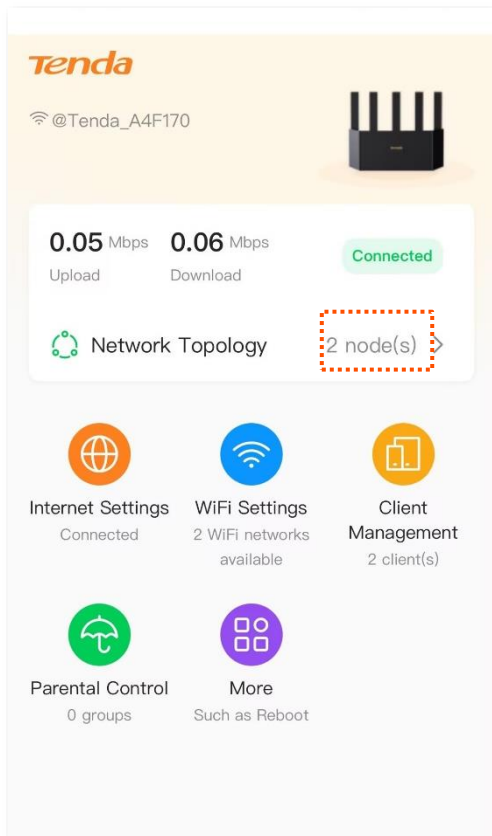 Tenda
@Tenda_A4F170
0.05 Mbps 0.06 Mbps
Upload Download
Connected
Network Topology 2 node(s)
Internet Settings WiFi Settings Client
Connected 2 WiFi networks Management
available 2 client(s)
Parental Control More
0 groups Such as Reboot